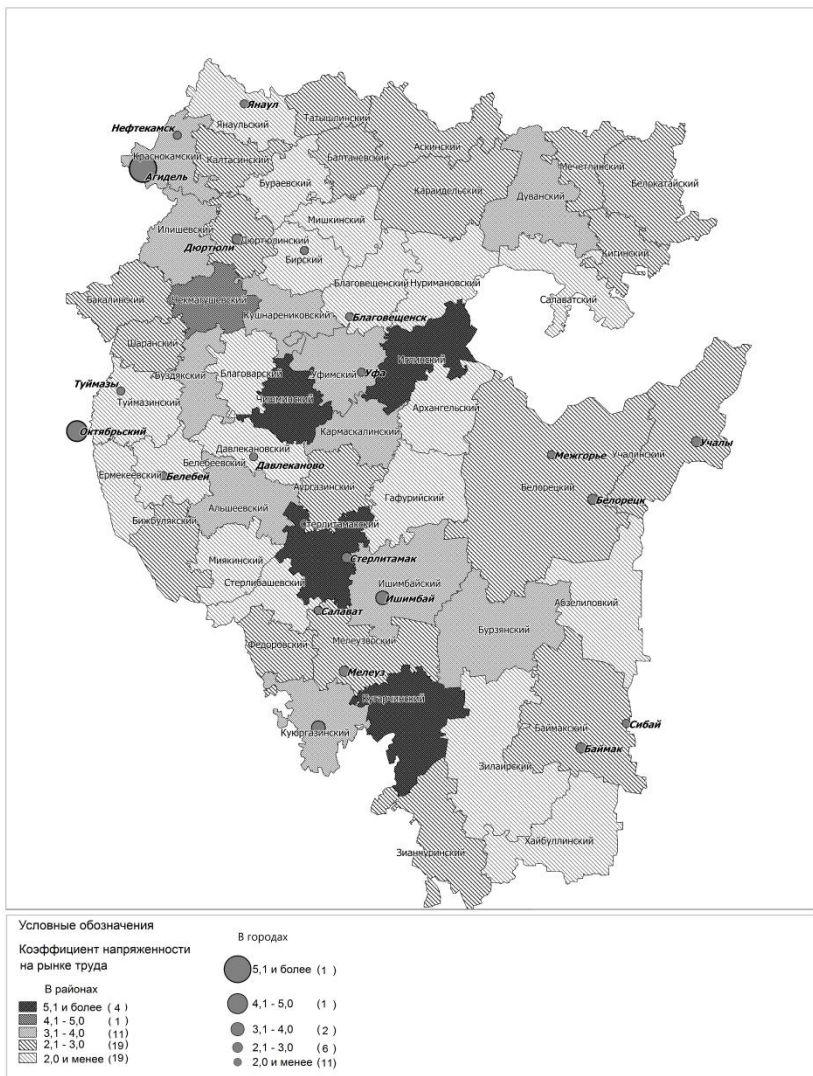 Янаул
Янаульский
Татышлинский
Нефтекамск
Краснокамский
Калтасинский
Балтачевский
Аскинский
Мечетлинский
Белокатайский
Агидель
Бураевский
Караидельский
Дуванский
Илишевский
Мишкинский
Дюртюлинский
Дюртюли
Бирский
Кигинский
Бакалинский
Чекмагушевский
Благовещенский
Нуримановский
Салаватский
Кушнарениковский
Благовещенск
Шаранский
Иглинский
Буздякский
Благоварский
Уфимский
Уфа
Туймазы
Туймазинский
Чишминский
Архангельский
Октябрьский
Кармаскалинский
Давлекановский
Межгорье
Учалинский
Учалы
Ермекеевский
Белебеевский
Белебей
Давлеканово
Аургазинский
Гафурийский
Белорецкий
Белорецк
Бижбулякский
Альшеевский
Стерлитамакский
Миякинский
Стерлитамак
Стерлибашевский
Ишимбайский
Ишимбай
Абзелиповкий
Салават
Бурзянский
Федоровский
Мелеузовский
Мелеуз
Кугарчинский
Куюргазинский
Баймакский
Сибай
Зилаирский
Баймак
Хайбуллинский
Зианчуринский
Условные обозначения
Коэффициент напряженности
на рынке труда
В районах
5,1 и более (4)
4,1 - 5,0 (1)
3,1 - 4,0 (11)
2,1 - 3,0 (19)
2,0 и менее (19)
В городах
5,1 и более (1)
4,1 - 5,0 (1)
3,1 - 4,0 (2)
2,1 - 3,0 (6)
2,0 и менее (11)